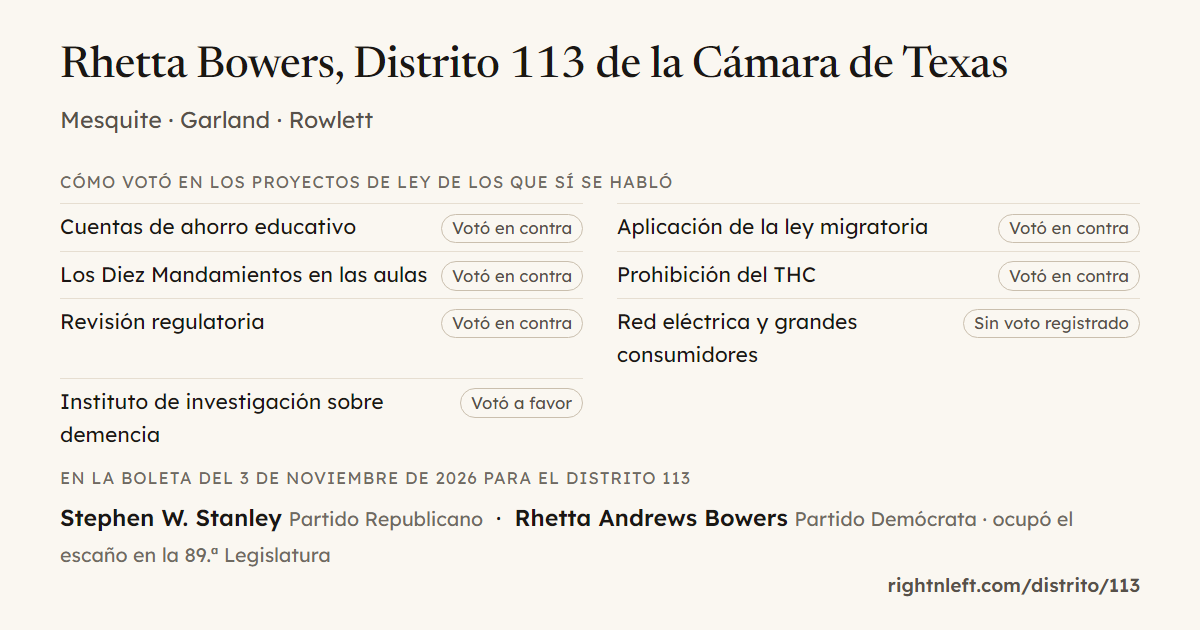 Rhetta Bowers, Distrito 113 de la Cámara de Texas
Mesquite · Garland · Rowlett
CÓMO VOTÓ EN LOS PROYECTOS DE LEY DE LOS QUE SÍ SE HABLÓ
Cuentas de ahorro educativo Votó en contra
Aplicación de la ley migratoria Votó en contra
Los Diez Mandamientos en las aulas Votó en contra
Prohibición del THC Votó en contra
Revisión regulatoria Votó en contra
Red eléctrica y grandes Sin voto registrado
consumidores
Instituto de investigación sobre Votó a favor
demencia
EN LA BOLETA DEL 3 DE NOVIEMBRE DE 2026 PARA EL DISTRITO 113
Stephen W. Stanley Partido Republicano · Rhetta Andrews Bowers Partido Demócrata · ocupó el
escaño en la 89.ª Legislatura
rightnleft.com/distrito/113